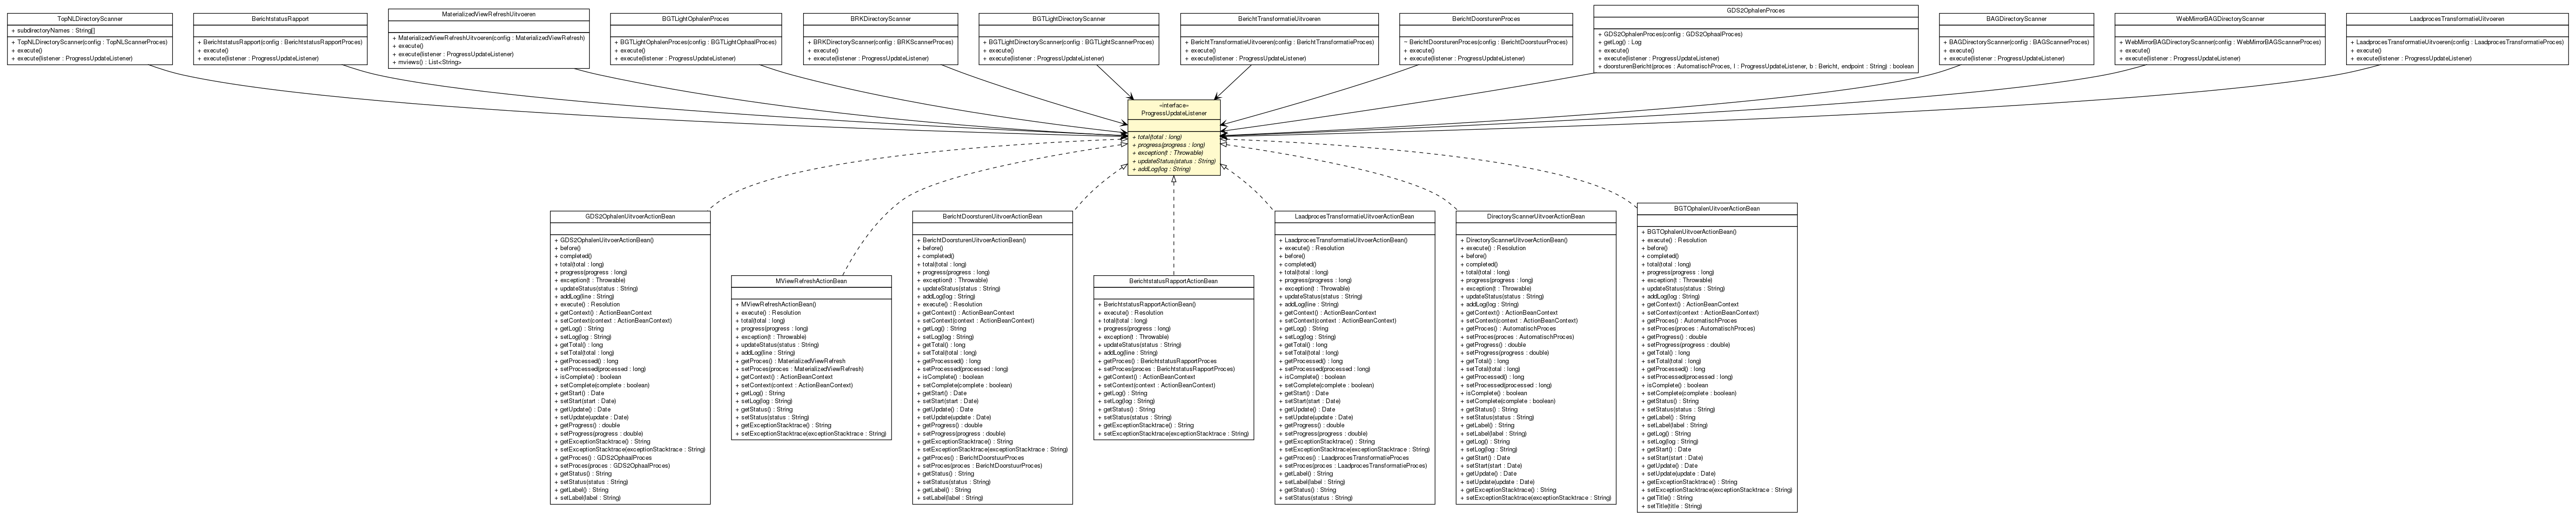 TopNLDirectoryScanner
+ subdirectoryNames : String[]
+ TopNLDirectoryScanner(config : TopNLScannerProces)
+ execute()
+ execute(listener : ProgressUpdateListener)
BerichtstatusRapport
+ BerichtstatusRapport(config : BerichtstatusRapportProces)
+ execute()
+ execute(listener : ProgressUpdateListener)
MaterializedViewRefreshUitvoeren
+ MaterializedViewRefreshUitvoeren(config : MaterializedViewRefresh)
+ execute()
+ execute(listener : ProgressUpdateListener)
+ mviews() : List<String>
BGTLightOphalenProces
+ BGTLightOphalenProces(config : BGTLightOphaalProces)
+ execute()
+ execute(listener : ProgressUpdateListener)
BRKDirectoryScanner
+ BRKDirectoryScanner(config : BRKScannerProces)
+ execute()
+ execute(listener : ProgressUpdateListener)
BGTLightDirectoryScanner
+ BGTLightDirectoryScanner(config : BGTLightScannerProces)
+ execute()
+ execute(listener : ProgressUpdateListener)
BerichtTransformatieUitvoeren
+ BerichtTransformatieUitvoeren(config : BerichtTransformatieProces)
+ execute()
+ execute(listener : ProgressUpdateListener)
BerichtDoorsturenProces
~ BerichtDoorsturenProces(config : BerichtDoorstuurProces)
+ execute()
+ execute(listener : ProgressUpdateListener)
GDS2OphalenProces
+ GDS2OphalenProces(config : GDS2OphaalProces)
+ getLog() : Log
+ execute()
+ execute(listener : ProgressUpdateListener)
+ doorsturenBericht(proces : AutomatischProces, l : ProgressUpdateListener, b : Bericht, endpoint : String) : boolean
BAGDirectoryScanner
+ BAGDirectoryScanner(config : BAGScannerProces)
+ execute()
+ execute(listener : ProgressUpdateListener)
WebMirrorBAGDirectoryScanner
+ WebMirrorBAGDirectoryScanner(config : WebMirrorBAGScannerProces)
+ execute()
+ execute(listener : ProgressUpdateListener)
LaadprocesTransformatieUitvoeren
+ LaadprocesTransformatieUitvoeren(config : LaadprocesTransformatieProces)
+ execute()
+ execute(listener : ProgressUpdateListener)
«interface»
ProgressUpdateListener
+ total(total : long)
+ progress(progress : long)
+ exception(t : Throwable)
+ updateStatus(status : String)
+ addLog(log : String)
GDS2OphalenUitvoerActionBean
+ GDS2OphalenUitvoerActionBean()
+ before()
+ completed()
+ total(total : long)
+ progress(progress : long)
+ exception(t : Throwable)
+ updateStatus(status : String)
+ addLog(line : String)
+ execute() : Resolution
+ getContext() : ActionBeanContext
+ setContext(context : ActionBeanContext)
+ getLog() : String
+ setLog(log : String)
+ getTotal() : long
+ setTotal(total : long)
+ getProcessed() : long
+ setProcessed(processed : long)
+ isComplete() : boolean
+ setComplete(complete : boolean)
+ getStart() : Date
+ setStart(start : Date)
+ getUpdate() : Date
+ setUpdate(update : Date)
+ getProgress() : double
+ setProgress(progress : double)
+ getExceptionStacktrace() : String
+ setExceptionStacktrace(exceptionStacktrace : String)
+ getProces() : GDS2OphaalProces
+ setProces(proces : GDS2OphaalProces)
+ getStatus() : String
+ setStatus(status : String)
+ getLabel() : String
+ setLabel(label : String)
MViewRefreshActionBean
+ MViewRefreshActionBean()
+ execute() : Resolution
+ total(total : long)
+ progress(progress : long)
+ exception(t : Throwable)
+ updateStatus(status : String)
+ addLog(line : String)
+ getProces() : MaterializedViewRefresh
+ setProces(proces : MaterializedViewRefresh)
+ getContext() : ActionBeanContext
+ setContext(context : ActionBeanContext)
+ getLog() : String
+ setLog(log : String)
+ getStatus() : String
+ setStatus(status : String)
+ getExceptionStacktrace() : String
+ setExceptionStacktrace(exceptionStacktrace : String)
BerichtDoorsturenUitvoerActionBean
+ BerichtDoorsturenUitvoerActionBean()
+ before()
+ completed()
+ total(total : long)
+ progress(progress : long)
+ exception(t : Throwable)
+ updateStatus(status : String)
+ addLog(log : String)
+ execute() : Resolution
+ getContext() : ActionBeanContext
+ setContext(context : ActionBeanContext)
+ getLog() : String
+ setLog(log : String)
+ getTotal() : long
+ setTotal(total : long)
+ getProcessed() : long
+ setProcessed(processed : long)
+ isComplete() : boolean
+ setComplete(complete : boolean)
+ getStart() : Date
+ setStart(start : Date)
+ getUpdate() : Date
+ setUpdate(update : Date)
+ getProgress() : double
+ setProgress(progress : double)
+ getExceptionStacktrace() : String
+ setExceptionStacktrace(exceptionStacktrace : String)
+ getProces() : BerichtDoorstuurProces
+ setProces(proces : BerichtDoorstuurProces)
+ getStatus() : String
+ setStatus(status : String)
+ getLabel() : String
+ setLabel(label : String)
BerichtstatusRapportActionBean
+ BerichtstatusRapportActionBean()
+ execute() : Resolution
+ total(total : long)
+ progress(progress : long)
+ exception(t : Throwable)
+ updateStatus(status : String)
+ addLog(line : String)
+ getProces() : BerichtstatusRapportProces
+ setProces(proces : BerichtstatusRapportProces)
+ getContext() : ActionBeanContext
+ setContext(context : ActionBeanContext)
+ getLog() : String
+ setLog(log : String)
+ getStatus() : String
+ setStatus(status : String)
+ getExceptionStacktrace() : String
+ setExceptionStacktrace(exceptionStacktrace : String)
LaadprocesTransformatieUitvoerActionBean
+ LaadprocesTransformatieUitvoerActionBean()
+ execute() : Resolution
+ before()
+ completed()
+ total(total : long)
+ progress(progress : long)
+ exception(t : Throwable)
+ updateStatus(status : String)
+ addLog(line : String)
+ getContext() : ActionBeanContext
+ setContext(context : ActionBeanContext)
+ getLog() : String
+ setLog(log : String)
+ getTotal() : long
+ setTotal(total : long)
+ getProcessed() : long
+ setProcessed(processed : long)
+ isComplete() : boolean
+ setComplete(complete : boolean)
+ getStart() : Date
+ setStart(start : Date)
+ getUpdate() : Date
+ setUpdate(update : Date)
+ getProgress() : double
+ setProgress(progress : double)
+ getExceptionStacktrace() : String
+ setExceptionStacktrace(exceptionStacktrace : String)
+ getProces() : LaadprocesTransformatieProces
+ setProces(proces : LaadprocesTransformatieProces)
+ getLabel() : String
+ setLabel(label : String)
+ getStatus() : String
+ setStatus(status : String)
DirectoryScannerUitvoerActionBean
+ DirectoryScannerUitvoerActionBean()
+ execute() : Resolution
+ before()
+ completed()
+ total(total : long)
+ progress(progress : long)
+ exception(t : Throwable)
+ updateStatus(status : String)
+ addLog(log : String)
+ getContext() : ActionBeanContext
+ setContext(context : ActionBeanContext)
+ getProces() : AutomatischProces
+ setProces(proces : AutomatischProces)
+ getProgress() : double
+ setProgress(progress : double)
+ getTotal() : long
+ setTotal(total : long)
+ getProcessed() : long
+ setProcessed(processed : long)
+ isComplete() : boolean
+ setComplete(complete : boolean)
+ getStatus() : String
+ setStatus(status : String)
+ getLabel() : String
+ setLabel(label : String)
+ getLog() : String
+ setLog(log : String)
+ getStart() : Date
+ setStart(start : Date)
+ getUpdate() : Date
+ setUpdate(update : Date)
+ getExceptionStacktrace() : String
+ setExceptionStacktrace(exceptionStacktrace : String)
BGTOphalenUitvoerActionBean
+ BGTOphalenUitvoerActionBean()
+ execute() : Resolution
+ before()
+ completed()
+ total(total : long)
+ progress(progress : long)
+ exception(t : Throwable)
+ updateStatus(status : String)
+ addLog(log : String)
+ getContext() : ActionBeanContext
+ setContext(context : ActionBeanContext)
+ getProces() : AutomatischProces
+ setProces(proces : AutomatischProces)
+ getProgress() : double
+ setProgress(progress : double)
+ getTotal() : long
+ setTotal(total : long)
+ getProcessed() : long
+ setProcessed(processed : long)
+ isComplete() : boolean
+ setComplete(complete : boolean)
+ getStatus() : String
+ setStatus(status : String)
+ getLabel() : String
+ setLabel(label : String)
+ getLog() : String
+ setLog(log : String)
+ getStart() : Date
+ setStart(start : Date)
+ getUpdate() : Date
+ setUpdate(update : Date)
+ getExceptionStacktrace() : String
+ setExceptionStacktrace(exceptionStacktrace : String)
+ getTitle() : String
+ setTitle(title : String)